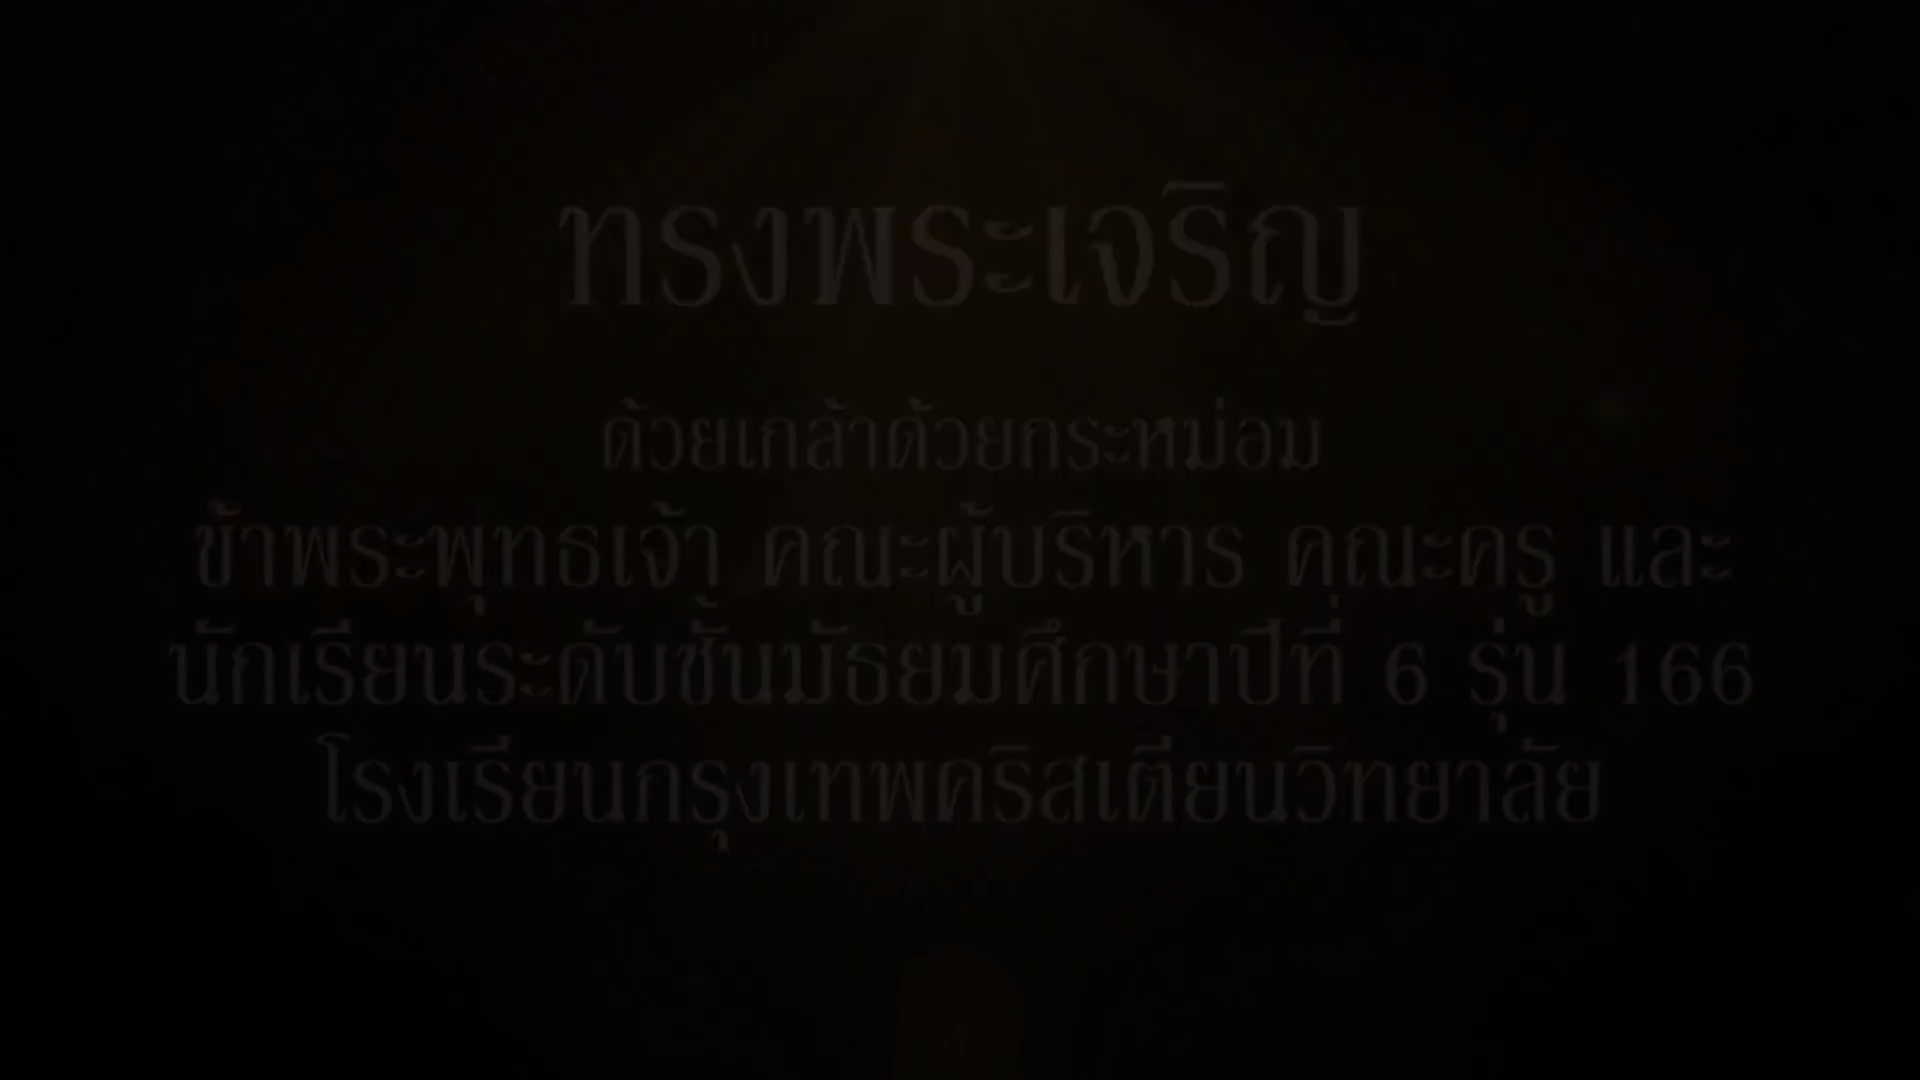 ทรงพระเจริญ
ด้วยเกล้าด้วยกระหม่อม
ข้าพระพุทธเจ้า คณะผู้บริหาร คณะครู และ
นักเรียนระดับชั้นมัธยมศึกษาปีที่ 6 รุ่น 166
โรงเรียนกรุงเทพคริสเตียนวิทยาลัย